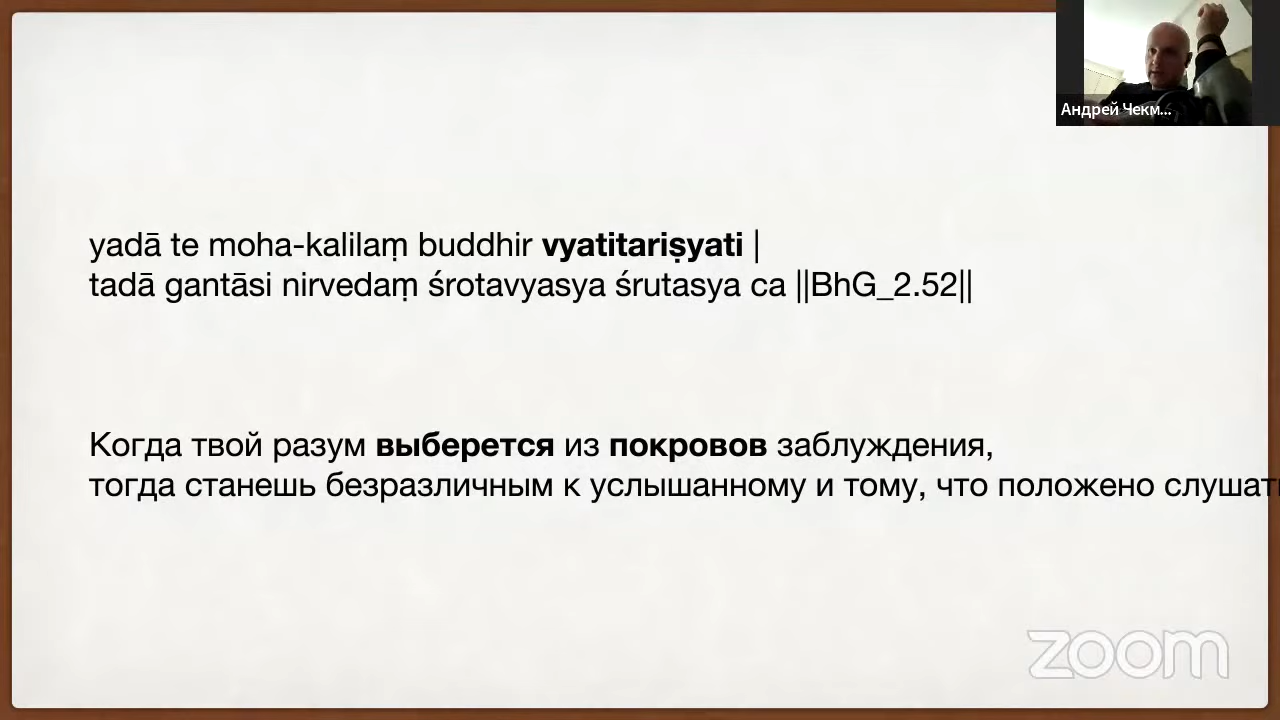 Андрей Чекм...
yadā te moha-kalilaṃ buddhir vyatitariṣyati |
tadā gantāsi nirvedaṃ śrotavyasya śrutasya ca ||BhG_2.52||
Когда твой разум выберется из покровов заблуждения,
тогда станешь безразличным к услышанному и тому, что положено слушат
zoom